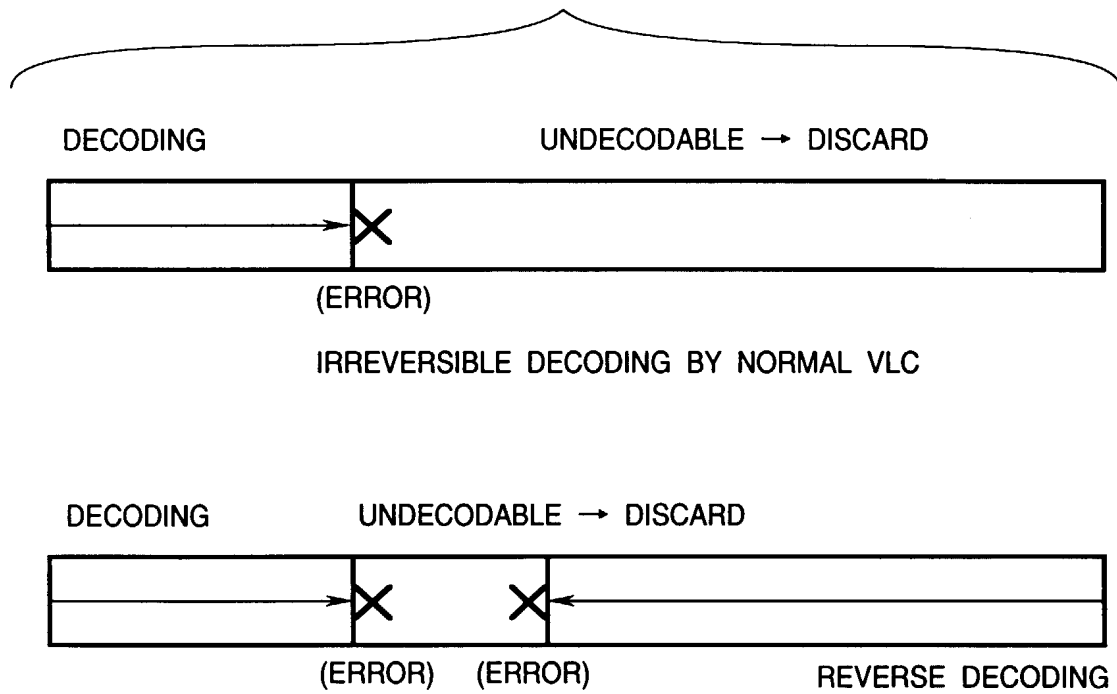 DECODING UNDECODABLE → DISCARD
(ERROR)
IRREVERSIBLE DECODING BY NORMAL VLC
DECODING UNDECODABLE → DISCARD
(ERROR) (ERROR) REVERSE DECODING